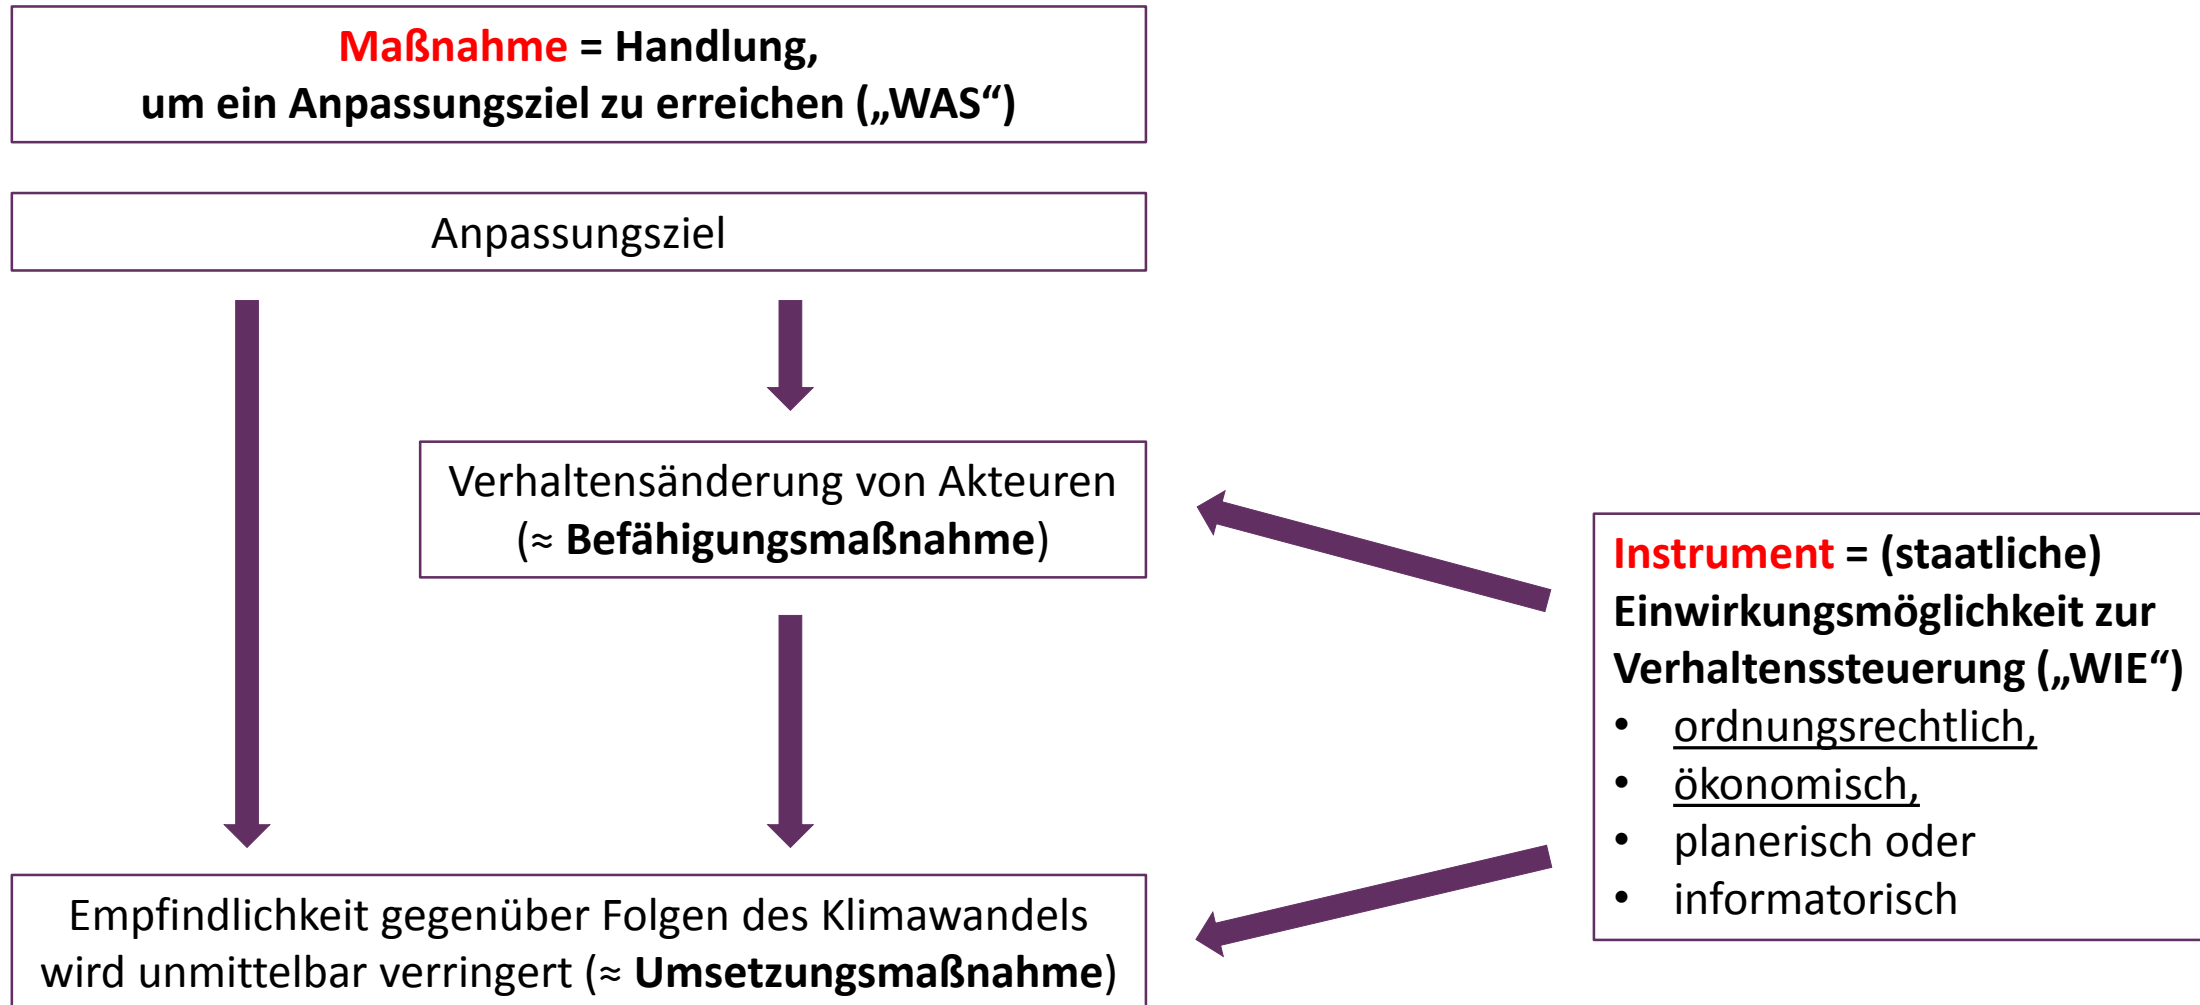 Maßnahme = Handlung,
um ein Anpassungsziel zu erreichen („WAS“)
Anpassungsziel
Verhaltensänderung von Akteuren
(≈ Befähigungsmaßnahme)
Empfindlichkeit gegenüber Folgen des Klimawandels
wird unmittelbar verringert (≈ Umsetzungsmaßnahme)
Instrument = (staatliche)
Einwirkungsmöglichkeit zur
Verhaltenssteuerung („WIE“)
• ordnungsrechtlich,
• ökonomisch,
• planerisch oder
• informatorisch